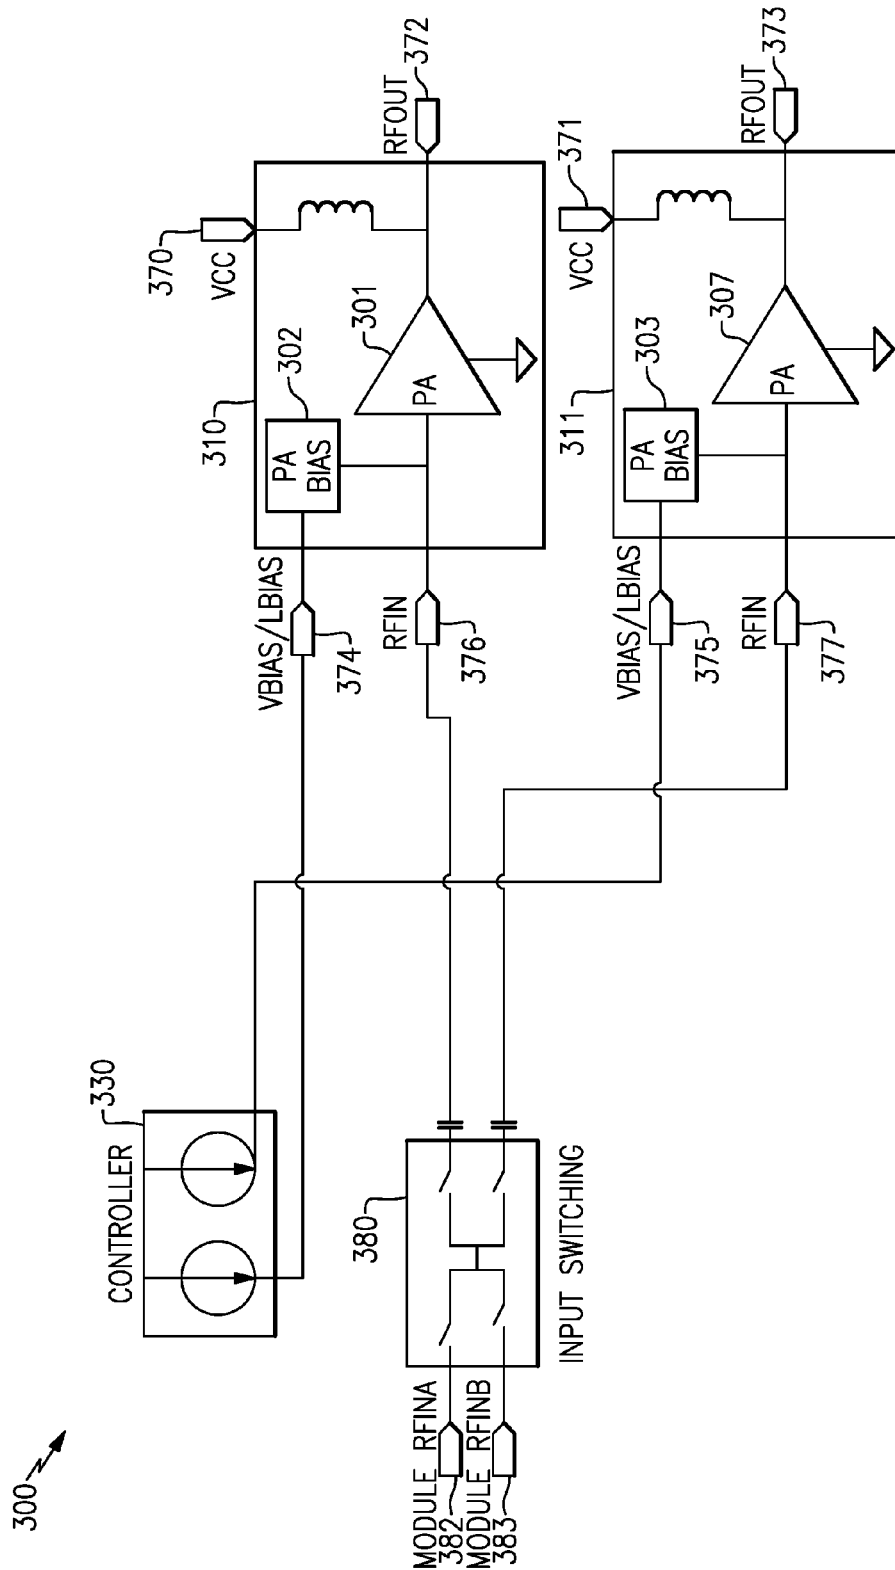 300
CONTROLLER
330
MODULE RFINA
382
MODULE RFINB
383
380
INPUT SWITCHING
VBIAS/LBIAS
374
RFIN
376
310
PA
BIAS
302
PA
301
370
VCC
RFOUT
372
VBIAS/LBIAS
375
RFIN
377
311
PA
BIAS
303
PA
307
VCC
371
RFOUT
373